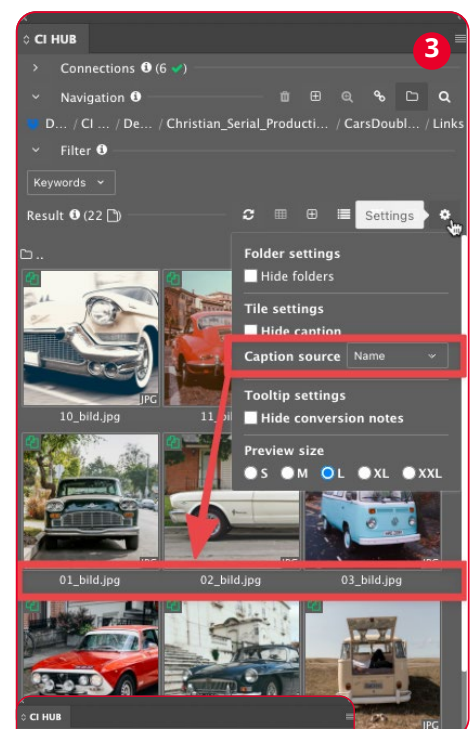 CI HUB
3
Connections (6 )
Navigation
D... / CI ... / De... / Christian_Serial_Producti... / CarsDoubl... / Links
Filter
Keywords
Result (22 )
Settings
..
Folder settings
Hide folders
Tile settings
Hide caption
Caption source Name
Tooltip settings
Hide conversion notes
Preview size
S M L XL XXL
JPG
10_bild.jpg
JPG
01_bild.jpg 02_bild.jpg 03_bild.jpg
JPG
CI HUB